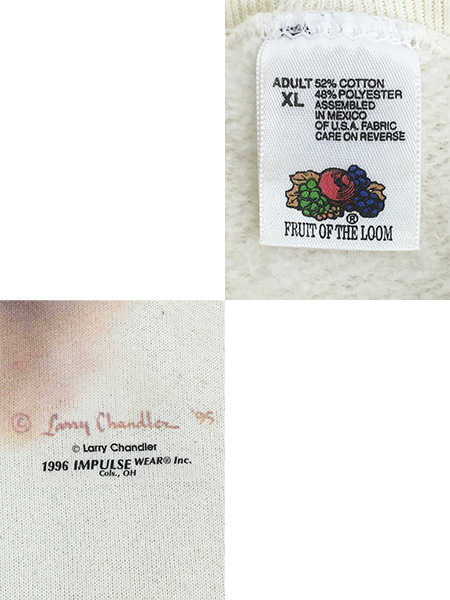 ADULT 52% COTTON
XL 48% POLYESTER
ASSEMBLED
IN MEXICO
OF U.S.A. FABRIC
CARE ON REVERSE
®
FRUIT OF THE LOOM
© Larry Chandler '95
© Larry Chandler
1996 IMPULSE WEAR® Inc.
Cols., OH